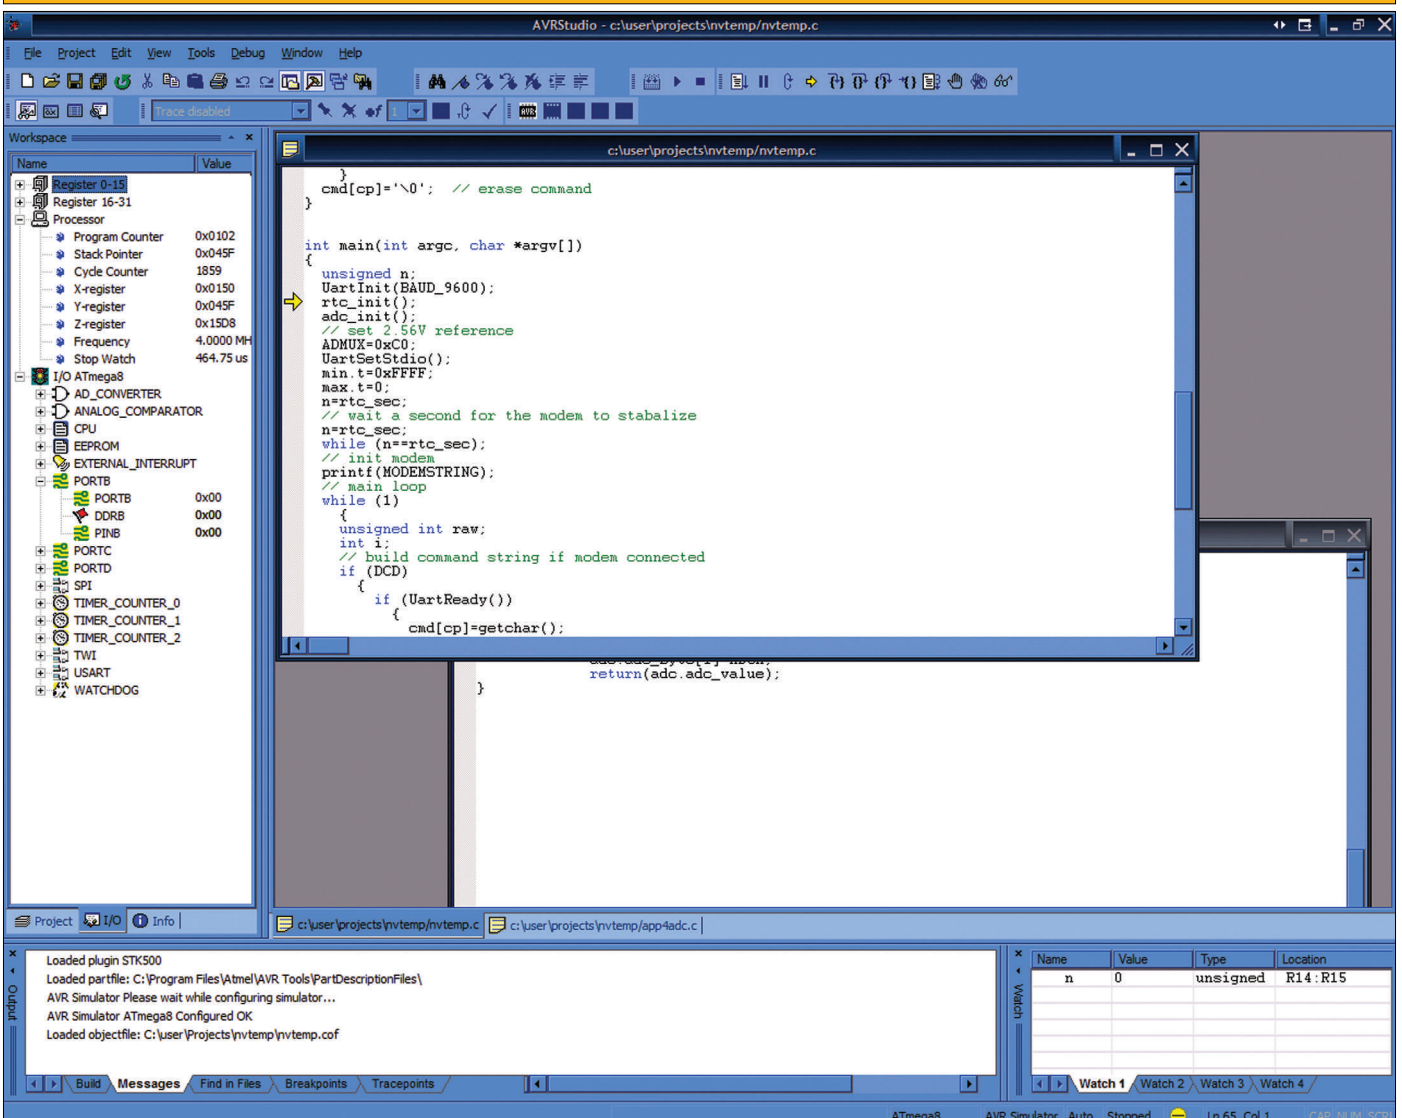 AVRStudio - c:\user\projects\nvtemp/nvtemp.c
File Project Edit View Tools Debug Window Help
Trace disabled
1
AVR
Workspace
Name Value
Register 0-15
Register 16-31
Processor
Program Counter 0x0102
Stack Pointer 0x045F
Cycle Counter 1859
X-register 0x0150
Y-register 0x045F
Z-register 0x15D8
Frequency 4.0000 MH
Stop Watch 464.75 us
I/O ATmega8
AD_CONVERTER
ANALOG_COMPARATOR
CPU
EEPROM
EXTERNAL_INTERRUPT
PORTB
PORTB 0x00
DDRB 0x00
PINB 0x00
PORTC
PORTD
SPI
TIMER_COUNTER_0
TIMER_COUNTER_1
TIMER_COUNTER_2
TWI
USART
WATCHDOG
Project I/O Info
c:\user\projects\nvtemp/nvtemp.c
}
cmd[cp]='\0'; // erase command
}
int main(int argc, char *argv[])
{
unsigned n;
UartInit(BAUD_9600);
rtc_init();
adc_init();
// set 2.56V reference
ADMUX=0xC0;
UartSetStdio();
min.t=0xFFFF;
max.t=0;
n=rtc_sec;
// wait a second for the modem to stabalize
n=rtc_sec;
while (n==rtc_sec);
// init modem
printf(MODEMSTRING);
// main loop
while (1)
{
unsigned int raw;
int i;
// build command string if modem connected
if (DCD)
{
if (UartReady())
{
cmd[cp]=getchar();
return(adc.adc_value);
}
c:\user\projects\nvtemp/nvtemp.c c:\user\projects\nvtemp/app4adc.c
Output
Loaded plugin STK500
Loaded partfile: C:\Program Files\Atmel\AVR Tools\PartDescriptionFiles\
AVR Simulator Please wait while configuring simulator...
AVR Simulator ATmega8 Configured OK
Loaded objectfile: C:\user\Projects\nvtemp\nvtemp.cof
Build Messages Find in Files Breakpoints Tracepoints
Watch
Name Value Type Location
n 0 unsigned R14:R15
Watch 1 Watch 2 Watch 3 Watch 4
ATmega8 AVR Simulator Auto Stopped Ln 65, Col 1 CAP NUM SCRL